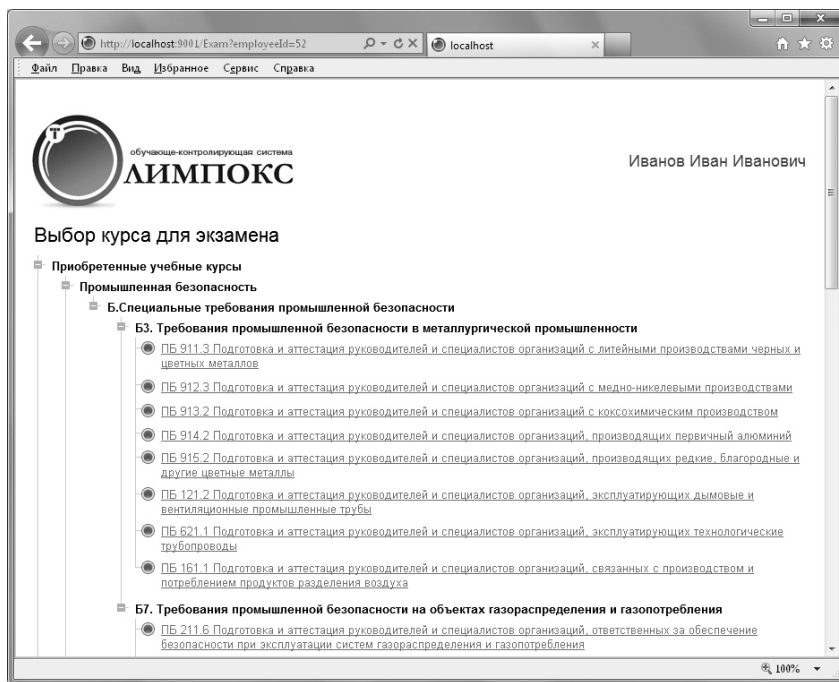 http://localhost:9001/Exam?employeeId=52
localhost
Файл Правка Вид Избранное Сервис Справка
Т
обучающе-контролирующая система
ЛИМПОКС
Иванов Иван Иванович
Выбор курса для экзамена
Приобретенные учебные курсы
Промышленная безопасность
Б.Специальные требования промышленной безопасности
Б3. Требования промышленной безопасности в металлургической промышленности
ПБ 911.3 Подготовка и аттестация руководителей и специалистов организаций с литейными производствами черных и
цветных металлов
ПБ 912.3 Подготовка и аттестация руководителей и специалистов организаций с медно-никелевыми производствами
ПБ 913.2 Подготовка и аттестация руководителей и специалистов организаций с коксохимическим производством
ПБ 914.2 Подготовка и аттестация руководителей и специалистов организаций, производящих первичный алюминий
ПБ 915.2 Подготовка и аттестация руководителей и специалистов организаций, производящих редкие, благородные и
другие цветные металлы
ПБ 121.2 Подготовка и аттестация руководителей и специалистов организаций, эксплуатирующих дымовые и
вентиляционные промышленные трубы
ПБ 621.1 Подготовка и аттестация руководителей и специалистов организаций, эксплуатирующих технологические
трубопроводы
ПБ 161.1 Подготовка и аттестация руководителей и специалистов организаций, связанных с производством и
потреблением продуктов разделения воздуха
Б7. Требования промышленной безопасности на объектах газораспределения и газопотребления
ПБ 211.6 Подготовка и аттестация руководителей и специалистов организаций, ответственных за обеспечение
безопасности при эксплуатации систем газораспределения и газопотребления
100%